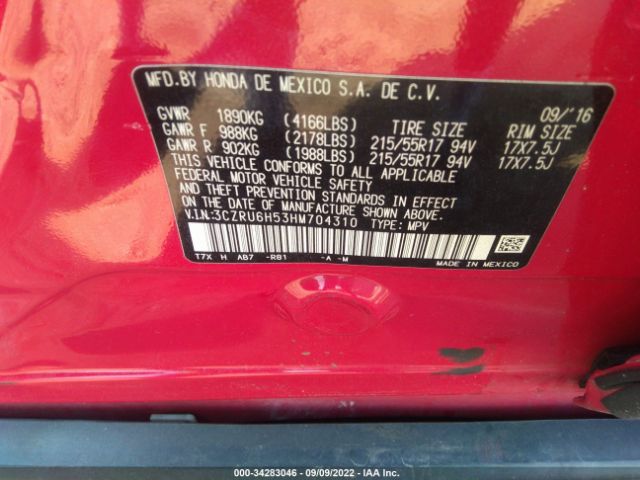 MFD.BY HONDA DE MEXICO S.A. DE C.V.
09/'16
GVWR 1890KG (4166LBS) TIRE SIZE RIM SIZE
GAWR F 988KG (2178LBS) 215/55R17 94V 17X7.5J
GAWR R 902KG (1988LBS) 215/55R17 94V 17X7.5J
THIS VEHICLE CONFORMS TO ALL APPLICABLE
FEDERAL MOTOR VEHICLE SAFETY
AND THEFT PREVENTION STANDARDS IN EFFECT
ON THE DATE OF MANUFACTURE SHOWN ABOVE.
V.I.N:3CZRU6H53HM704310 TYPE: MPV
T7X H AB7 -R81 -A -M
MADE IN MEXICO
000-34283046 - 09/09/2022 - IAA Inc.